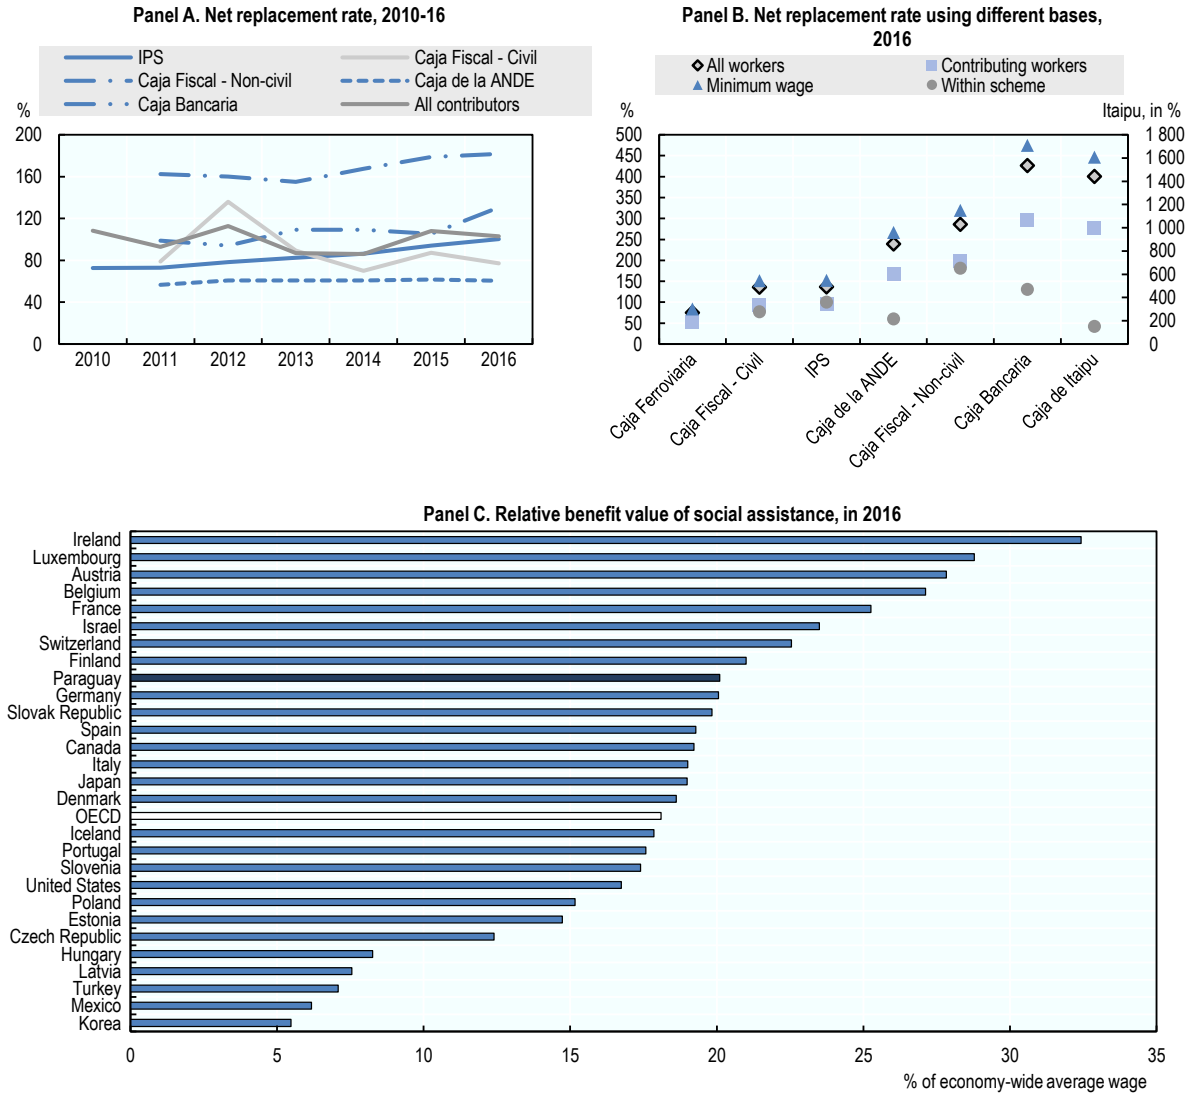 Panel A. Net replacement rate, 2010-16
IPS
Caja Fiscal - Civil
Caja Fiscal - Non-civil
Caja de la ANDE
Caja Bancaria
All contributors
%
200
160
120
80
40
0
2010 2011 2012 2013 2014 2015 2016
Panel B. Net replacement rate using different bases,
2016
All workers
Contributing workers
Minimum wage
Within scheme
%
Itaipu, in %
500
450
400
350
300
250
200
150
100
50
0
1 800
1 600
1 400
1 200
1 000
800
600
400
200
0
Caja Ferroviaria
Caja Fiscal - Civil
IPS
Caja de la ANDE
Caja Fiscal - Non-civil
Caja Bancaria
Caja de Itaipu
Panel C. Relative benefit value of social assistance, in 2016
Ireland
Luxembourg
Austria
Belgium
France
Israel
Switzerland
Finland
Paraguay
Germany
Slovak Republic
Spain
Canada
Italy
Japan
Denmark
OECD
Iceland
Portugal
Slovenia
United States
Poland
Estonia
Czech Republic
Hungary
Latvia
Turkey
Mexico
Korea
0 5 10 15 20 25 30 35
% of economy-wide average wage